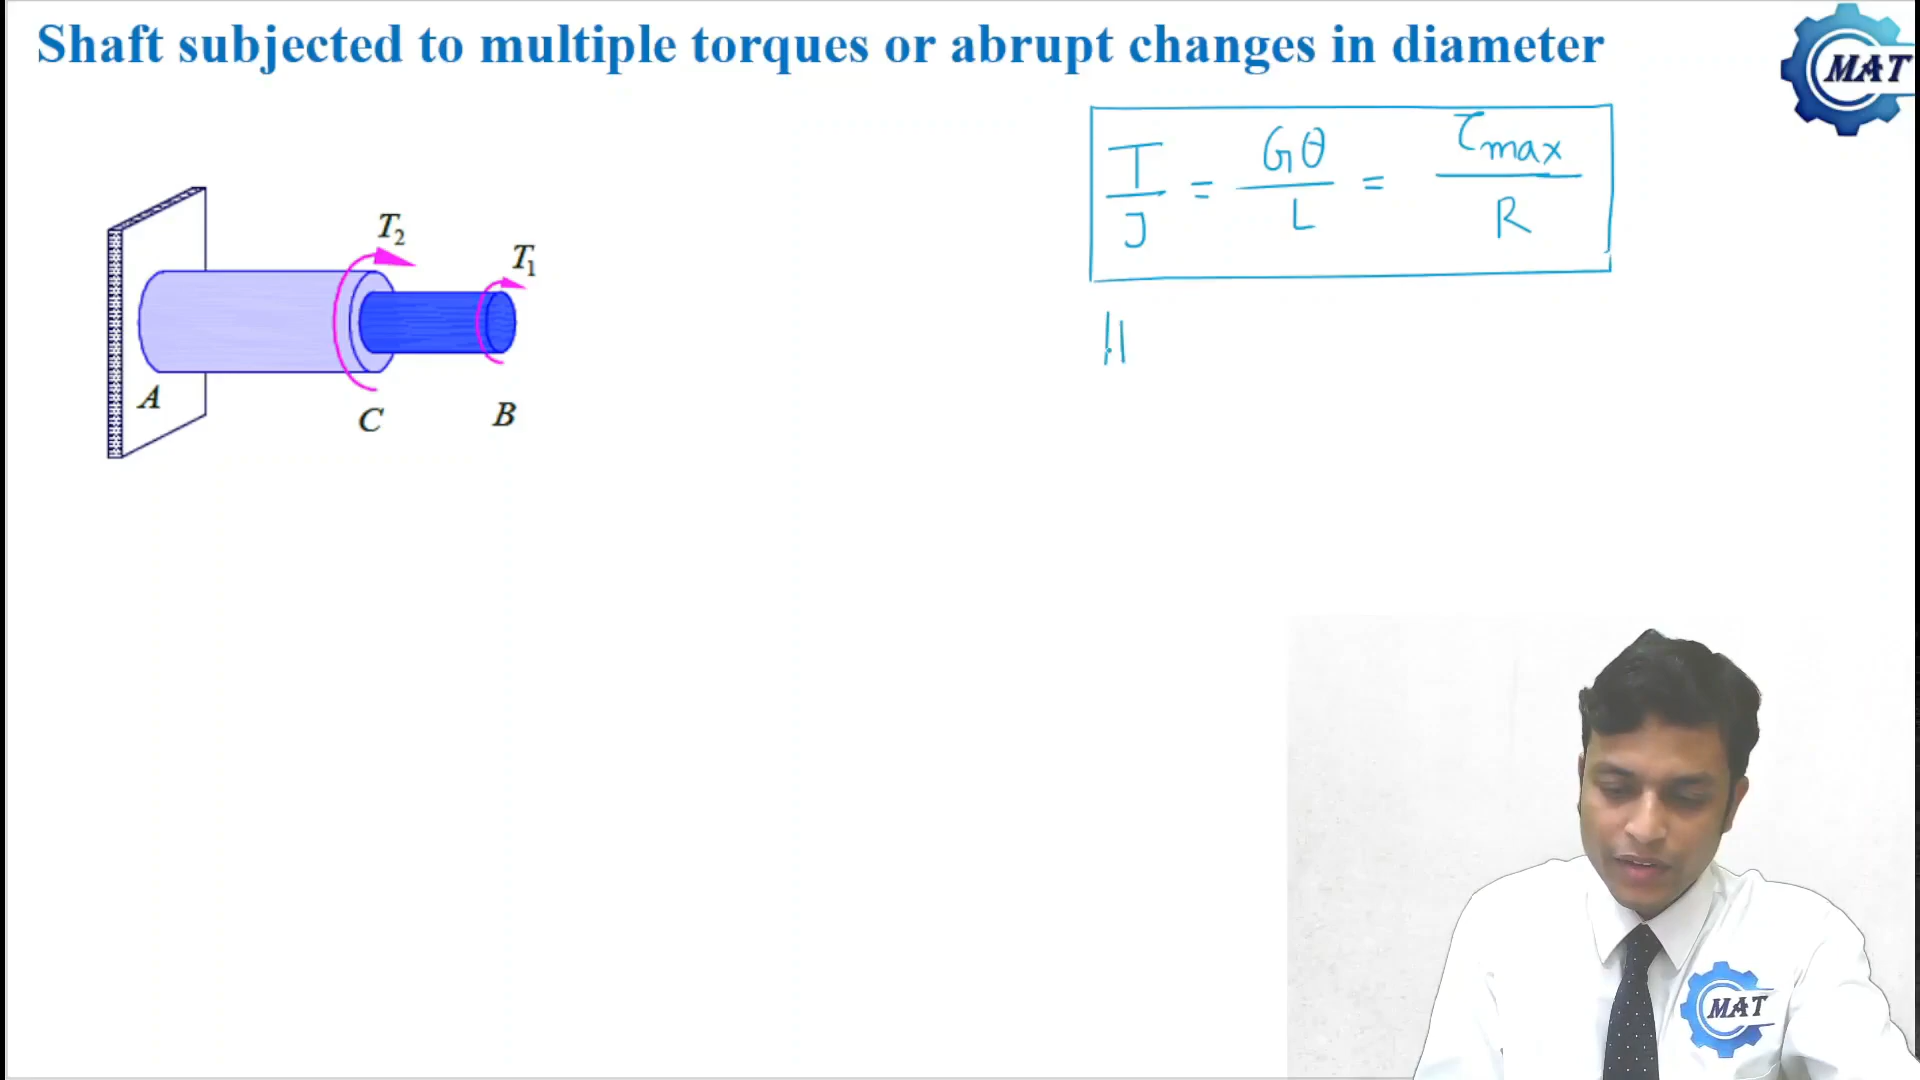 Shaft subjected to multiple torques or abrupt changes in diameter
MAT
T/J = Gθ/L = τmax/R
T2
T1
A
C
B
MAT